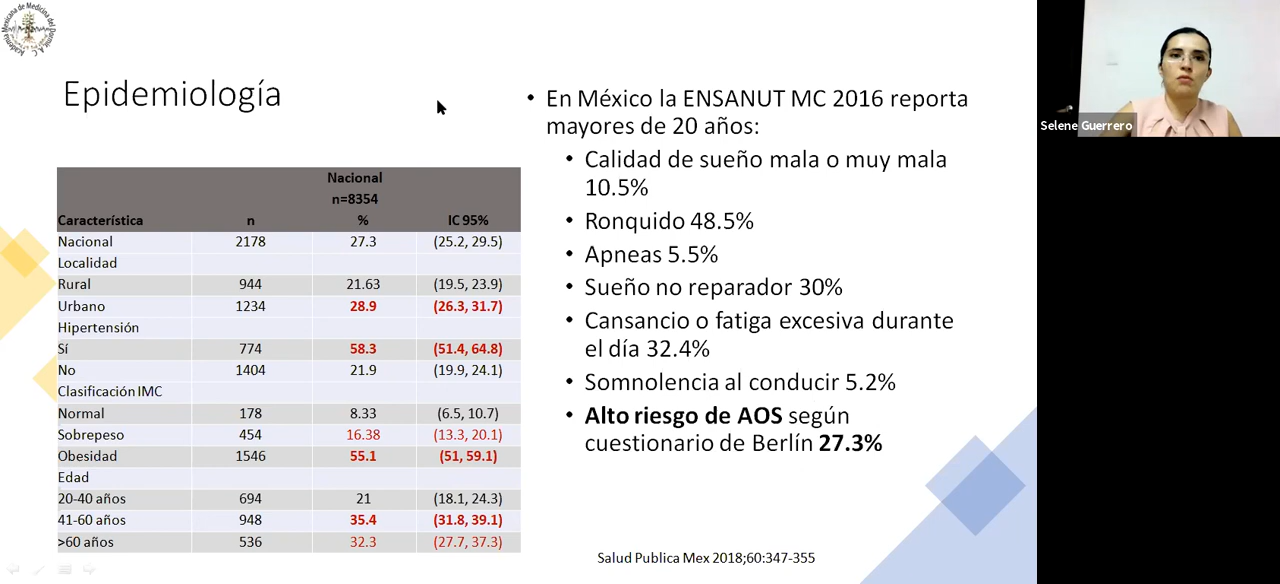 Academia Mexicana de Medicina del Dormir A. C.
Epidemiología
Nacional
n=8354
Característica n % IC 95%
Nacional 2178 27.3 (25.2, 29.5)
Localidad
Rural 944 21.63 (19.5, 23.9)
Urbano 1234 28.9 (26.3, 31.7)
Hipertensión
Sí 774 58.3 (51.4, 64.8)
No 1404 21.9 (19.9, 24.1)
Clasificación IMC
Normal 178 8.33 (6.5, 10.7)
Sobrepeso 454 16.38 (13.3, 20.1)
Obesidad 1546 55.1 (51, 59.1)
Edad
20-40 años 694 21 (18.1, 24.3)
41-60 años 948 35.4 (31.8, 39.1)
>60 años 536 32.3 (27.7, 37.3)
• En México la ENSANUT MC 2016 reporta
mayores de 20 años:
• Calidad de sueño mala o muy mala
10.5%
• Ronquido 48.5%
• Apneas 5.5%
• Sueño no reparador 30%
• Cansancio o fatiga excesiva durante
el día 32.4%
• Somnolencia al conducir 5.2%
• Alto riesgo de AOS según
cuestionario de Berlín 27.3%
Salud Publica Mex 2018;60:347-355
Selene Guerrero